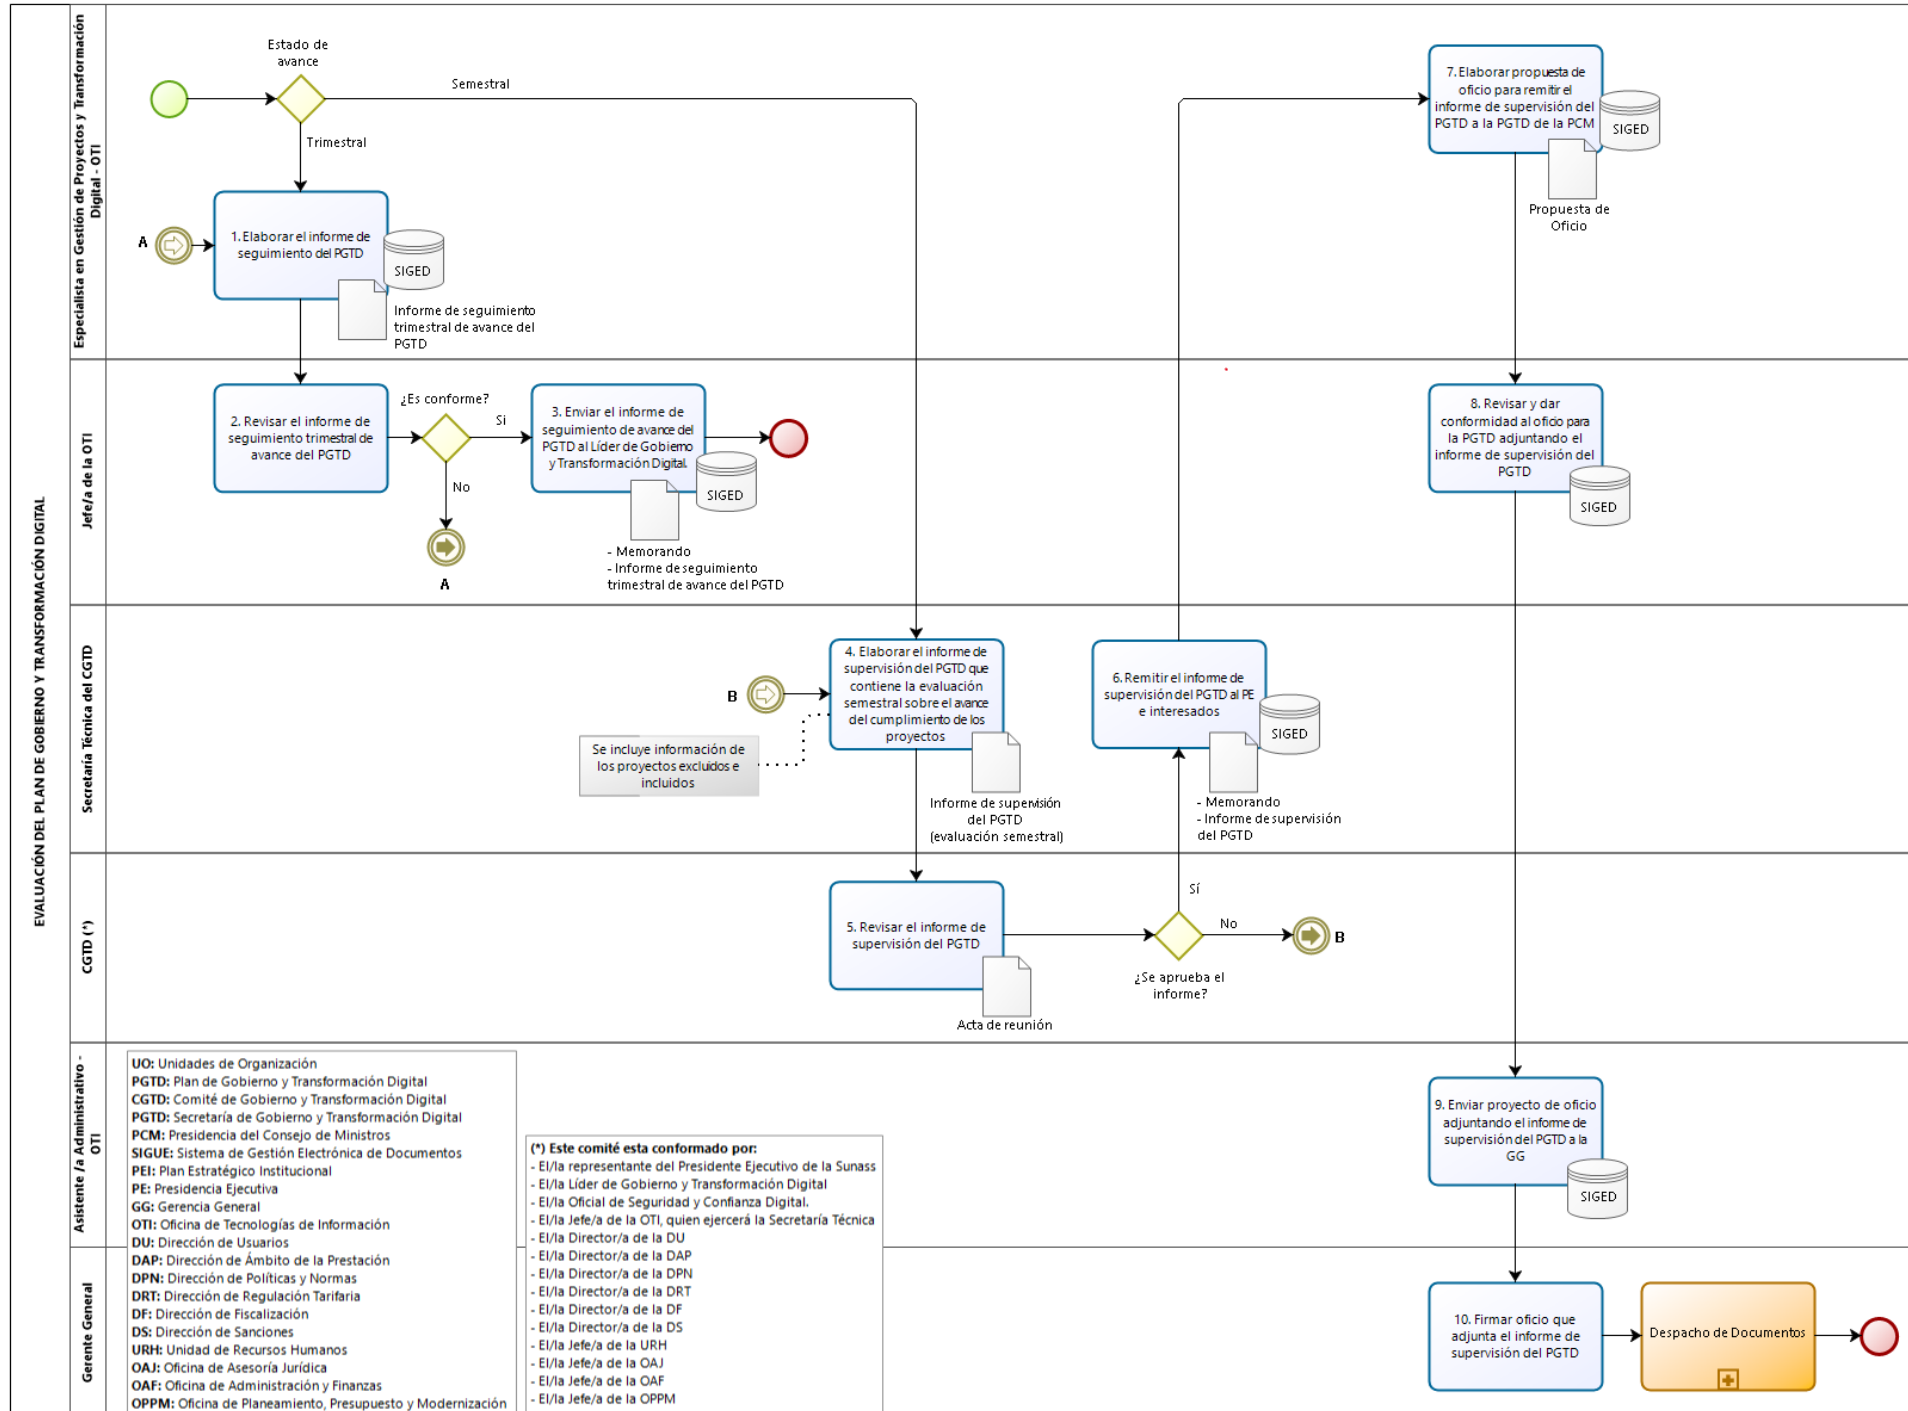 EVALUACIÓN DEL PLAN DE GOBIERNO Y TRANSFORMACIÓN DIGITAL
Especialista en Gestión de Proyectos y Transformación
Digital - OTI
Estado de
avance
Semestral
Trimestral
A
1. Elaborar el informe de
seguimiento del PGTD
SIGED
Informe de seguimiento
trimestral de avance del
PGTD
7. Elaborar propuesta de
oficio para remitir el
informe de supervisión del
PGTD a la PGTD de la PCM
SIGED
Propuesta de
Oficio
Jefe/a de la OTI
2. Revisar el informe de
seguimiento trimestral de
avance del PGTD
¿Es conforme?
Si
No
A
3. Enviar el informe de
seguimiento de avance del
PGTD al Líder de Gobierno
y Transformación Digital.
SIGED
- Memorando
- Informe de seguimiento
trimestral de avance del PGTD
8. Revisar y dar
conformidad al oficio para
la PGTD adjuntando el
informe de supervisión del
PGTD
SIGED
Secretaría Técnica del CGTD
B
4. Elaborar el informe de
supervisión del PGTD que
contiene la evaluación
semestral sobre el avance
del cumplimiento de los
proyectos
Se incluye información de
los proyectos excluidos e
incluidos
Informe de supervisión
del PGTD
(evaluación semestral)
6. Remitir el informe de
supervisión del PGTD al PE
e interesados
SIGED
- Memorando
- Informe de supervisión
del PGTD
CGTD (*)
5. Revisar el informe de
supervisión del PGTD
Acta de reunión
Sí
No
B
¿Se aprueba el
informe?
Asistente /a Administrativo -
OTI
UO: Unidades de Organización
PGTD: Plan de Gobierno y Transformación Digital
CGTD: Comité de Gobierno y Transformación Digital
PGTD: Secretaría de Gobierno y Transformación Digital
PCM: Presidencia del Consejo de Ministros
SIGUE: Sistema de Gestión Electrónica de Documentos
PEI: Plan Estratégico Institucional
PE: Presidencia Ejecutiva
GG: Gerencia General
OTI: Oficina de Tecnologías de Información
DU: Dirección de Usuarios
DAP: Dirección de Ámbito de la Prestación
DPN: Dirección de Políticas y Normas
DRT: Dirección de Regulación Tarifaria
DF: Dirección de Fiscalización
DS: Dirección de Sanciones
URH: Unidad de Recursos Humanos
OAJ: Oficina de Asesoría Jurídica
OAF: Oficina de Administración y Finanzas
OPPM: Oficina de Planeamiento, Presupuesto y Modernización
(*) Este comité esta conformado por:
- El/la representante del Presidente Ejecutivo de la Sunass
- El/la Líder de Gobierno y Transformación Digital
- El/la Oficial de Seguridad y Confianza Digital.
- El/la Jefe/a de la OTI, quien ejercerá la Secretaría Técnica
- El/la Director/a de la DU
- El/la Director/a de la DAP
- El/la Director/a de la DPN
- El/la Director/a de la DRT
- El/la Director/a de la DF
- El/la Director/a de la DS
- El/la Jefe/a de la URH
- El/la Jefe/a de la OAJ
- El/la Jefe/a de la OAF
- El/la Jefe/a de la OPPM
9. Enviar proyecto de oficio
adjuntando el informe de
supervisión del PGTD a la
GG
SIGED
Gerente General
10. Firmar oficio que
adjunta el informe de
supervisión del PGTD
Despacho de Documentos